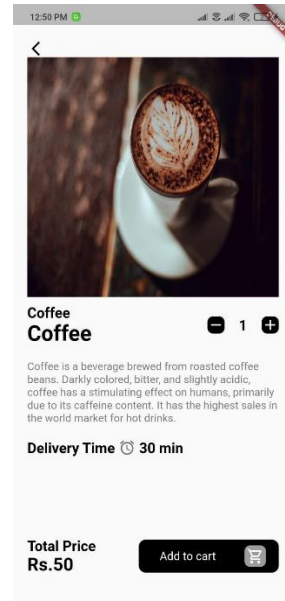 12:50 PM
Coffee
Coffee
1
Coffee is a beverage brewed from roasted coffee
beans. Darkly colored, bitter, and slightly acidic,
coffee has a stimulating effect on humans, primarily
due to its caffeine content. It has the highest sales in
the world market for hot drinks.
Delivery Time 30 min
Total Price
Rs.50
Add to cart